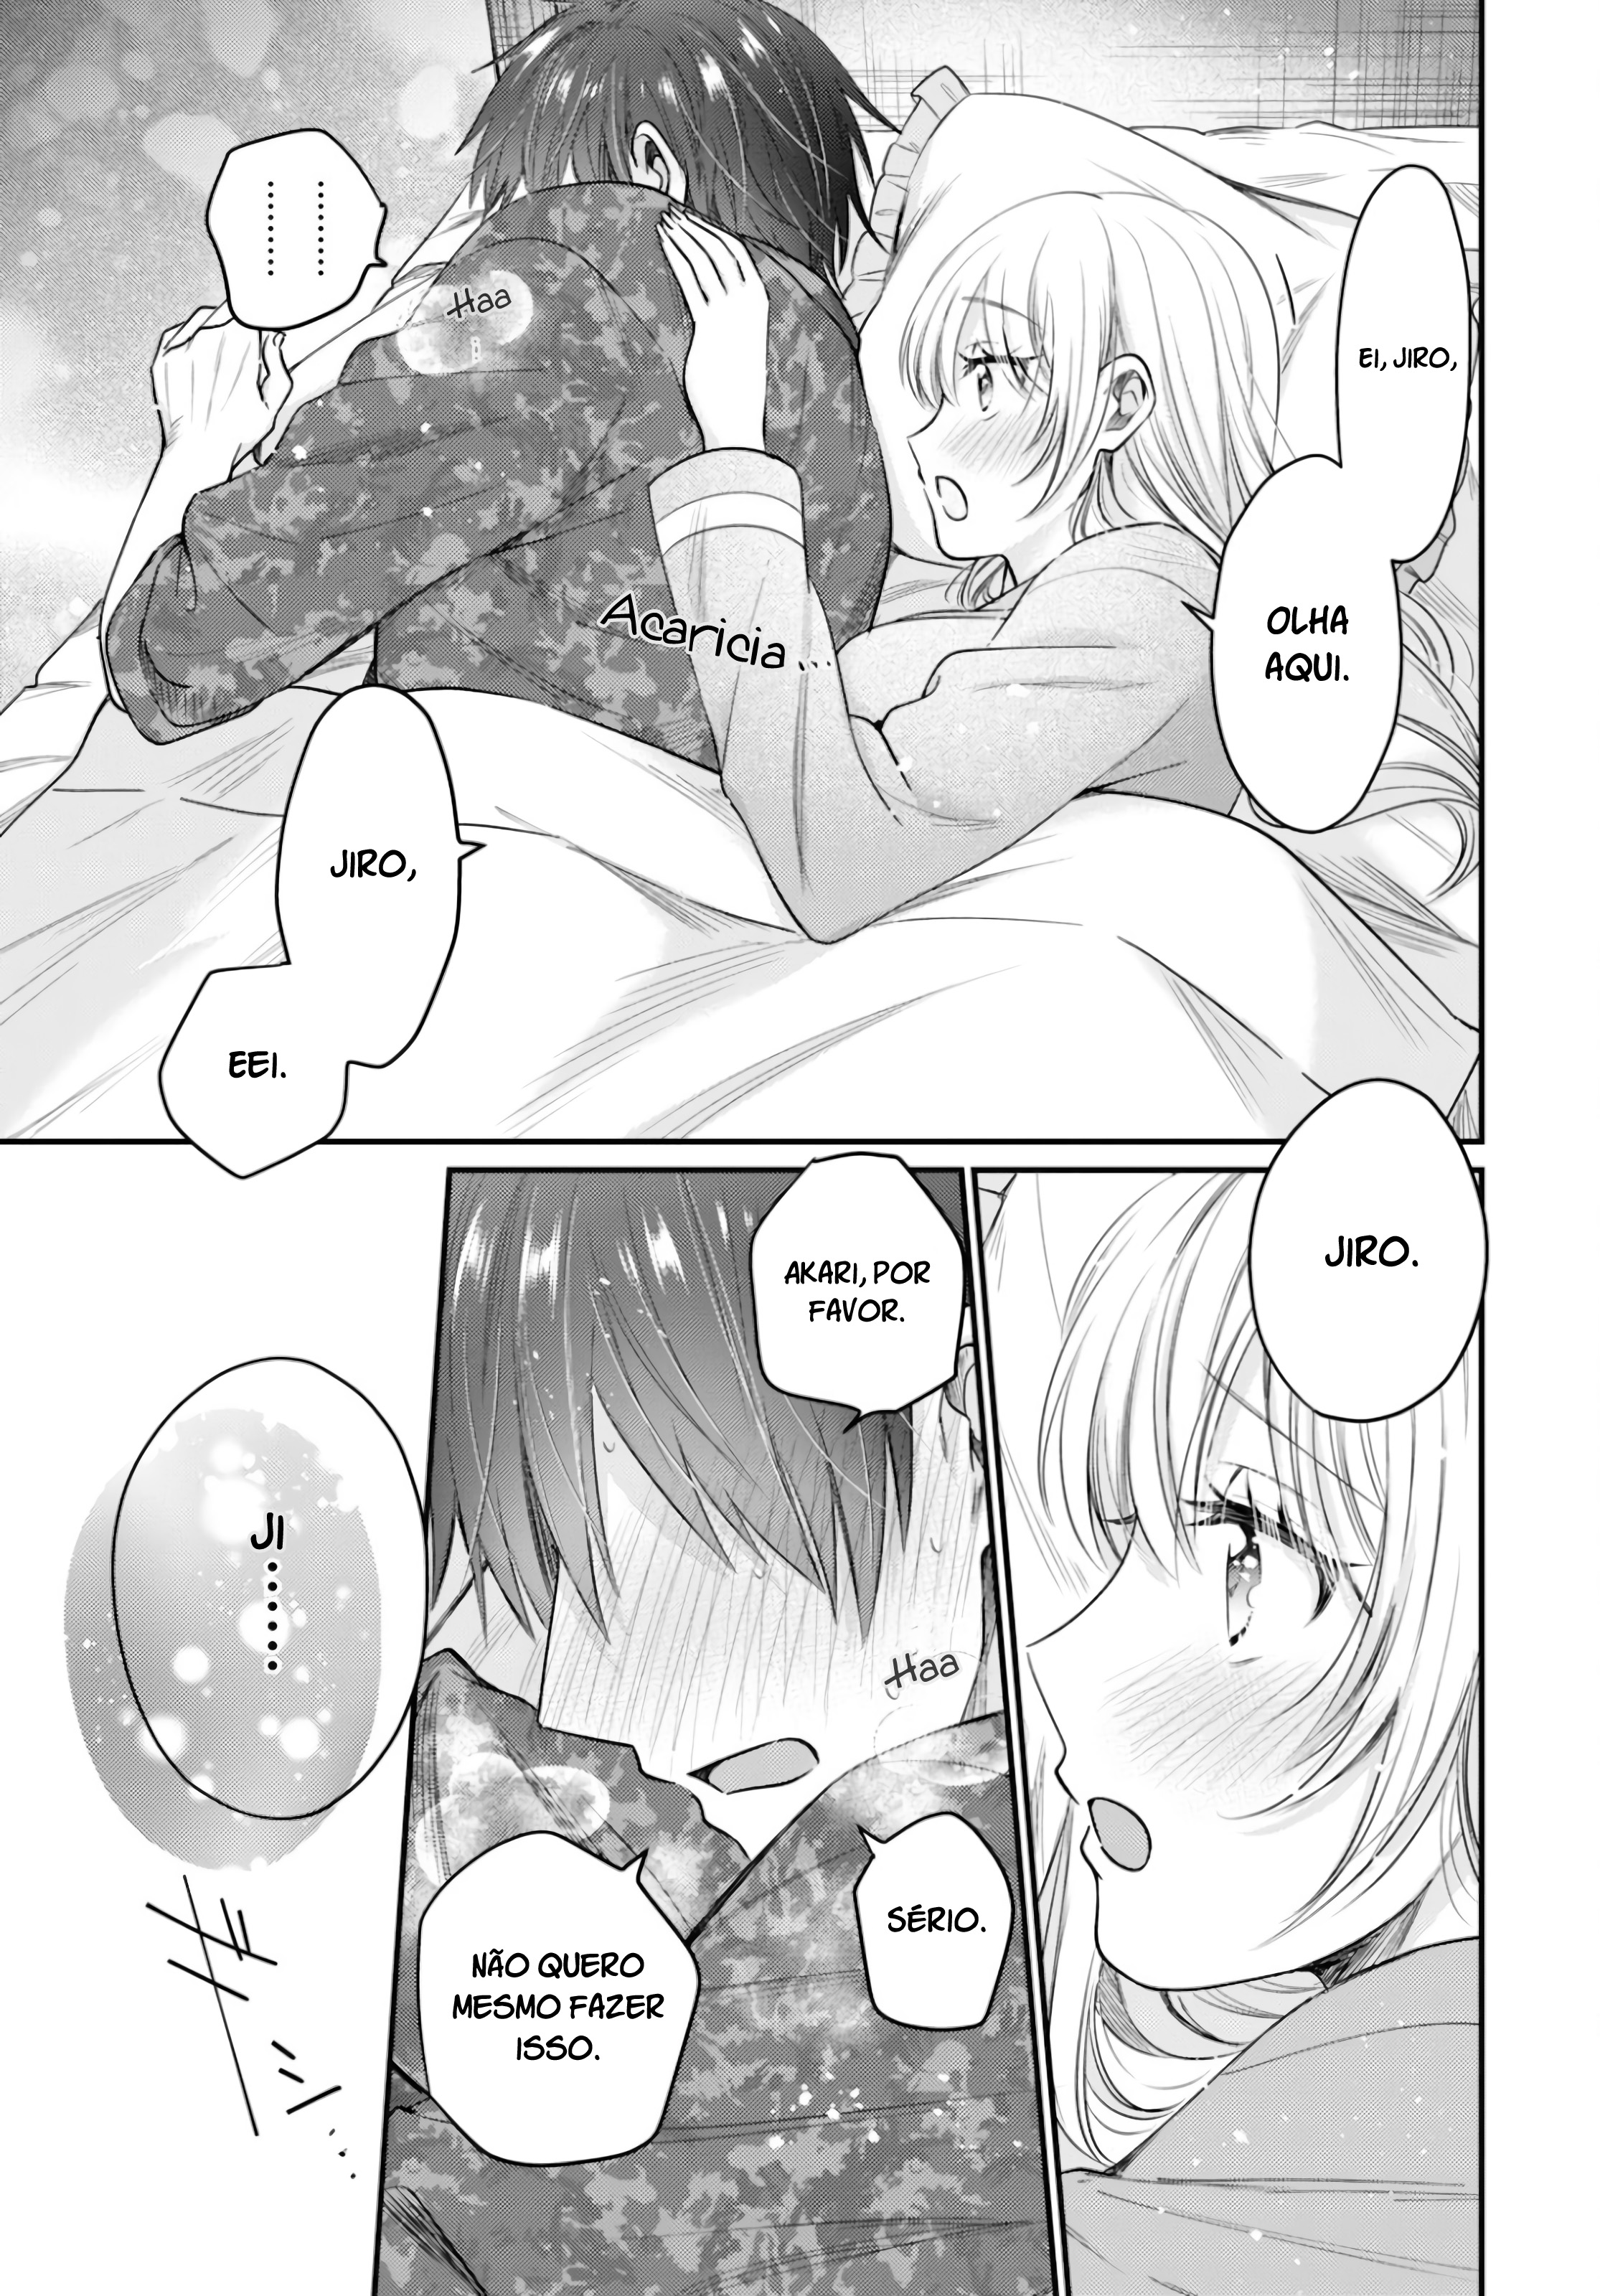 EI, JIRO,
OLHA
AQUI.
Haa
Acaricia...
.......
.......
JIRO,
EEI.
JIRO.
AKARI, POR
FAVOR.
Haa
SÉRIO.
NÃO QUERO
MESMO FAZER
ISSO.
JI
......